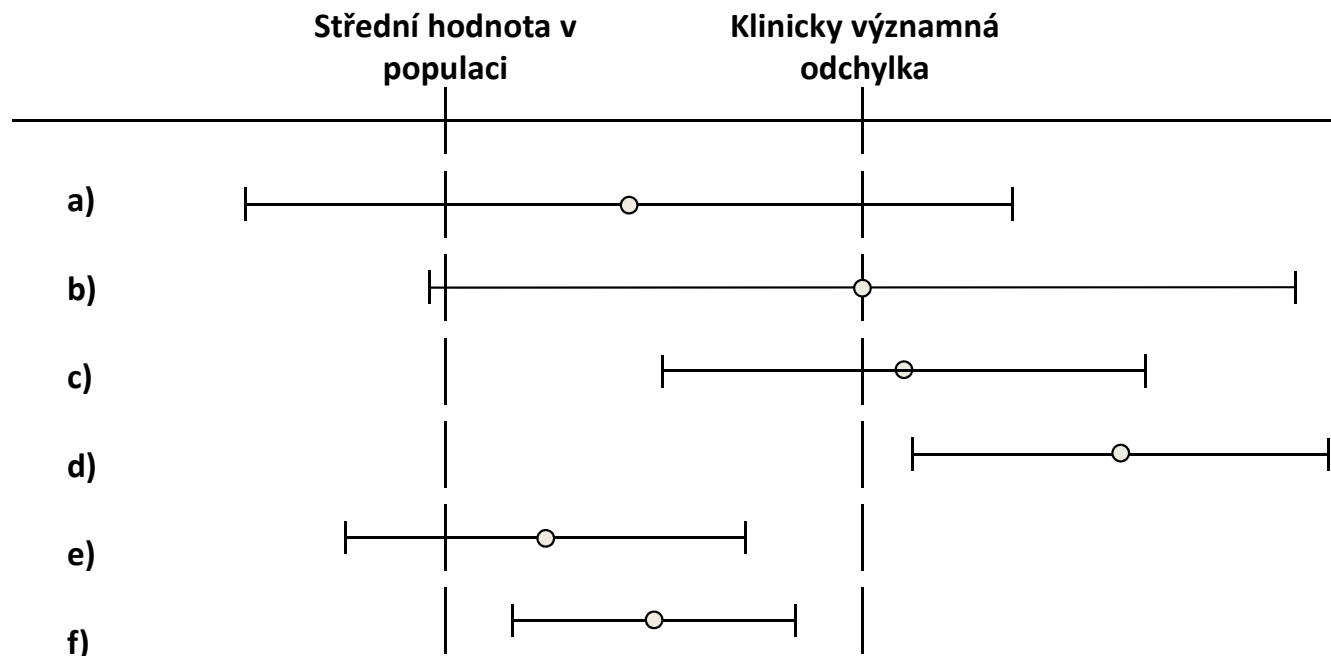 Střední hodnota v
populaci
Klinicky významná
odchylka
a)
b)
c)
d)
e)
f)